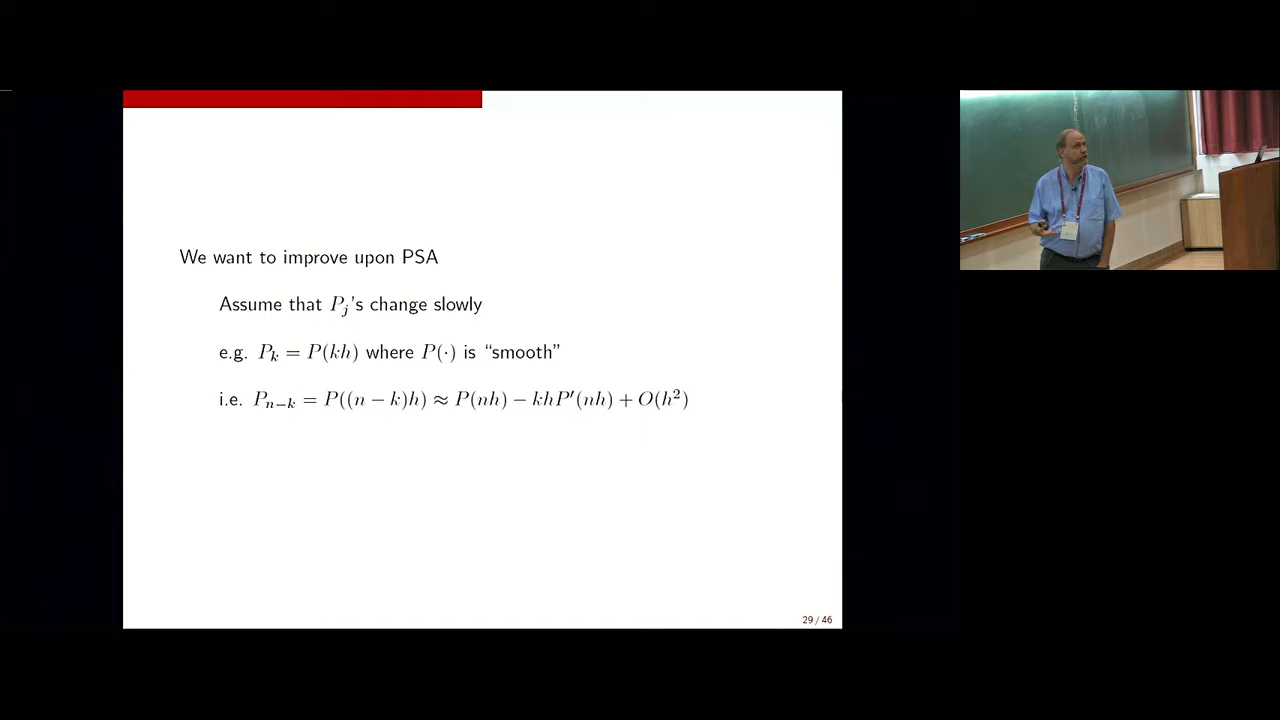 We want to improve upon PSA
Assume that P_j's change slowly
e.g. P_k = P(kh) where P(·) is “smooth”
i.e. P_{n−k} = P((n − k)h) ≈ P(nh) − khP′(nh) + O(h²)
29 / 46